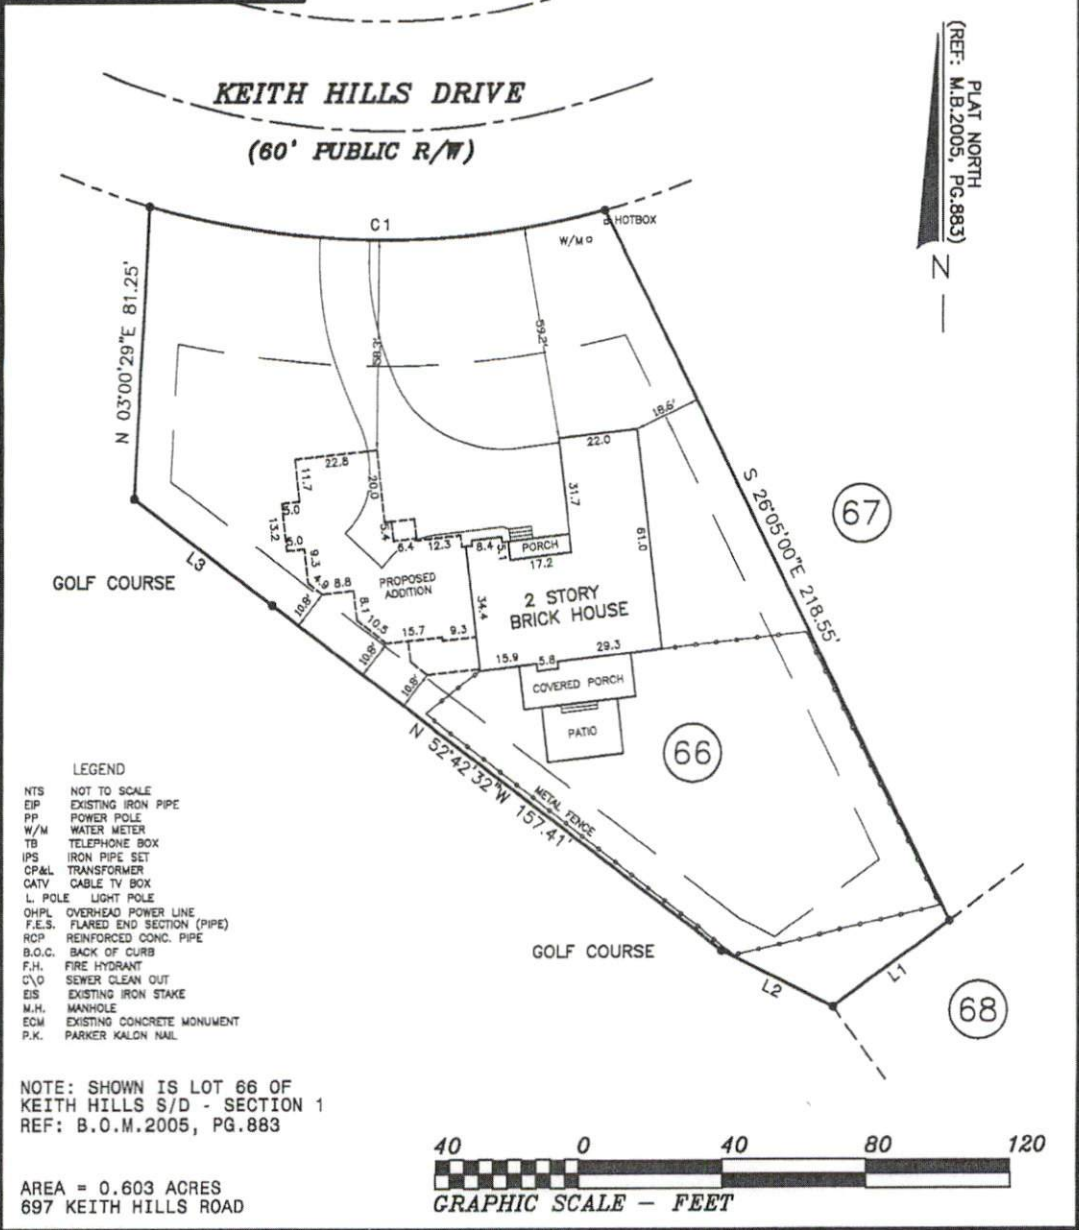 KEITH HILLS DRIVE
(60' PUBLIC R/W)
PLAT NORTH
(REF: M.B.2005, PG.883)
N
C1
HOTBOX
W/M
N 03°00'29"E 81.25'
59.2'
18.6'
22.0
22.8
11.7
20.0
5.0
13.2
5.0
9.3
4.9
8.8
8.1
10.5
15.7
9.3
5.4
6.4
12.3
8.4
5.1
PORCH
17.2
31.7
61.0
34.4
PROPOSED
ADDITION
2 STORY
BRICK HOUSE
15.9
5.8
29.3
COVERED PORCH
PATIO
10.8'
10.8'
10.8'
L3
GOLF COURSE
S 26°05'00"E 218.55'
67
66
N 52°42'32"W 157.41'
METAL FENCE
GOLF COURSE
L2
L1
68
LEGEND
NTS NOT TO SCALE
EIP EXISTING IRON PIPE
PP POWER POLE
W/M WATER METER
TB TELEPHONE BOX
IPS IRON PIPE SET
CP&L TRANSFORMER
CATV CABLE TV BOX
L. POLE LIGHT POLE
OHPL OVERHEAD POWER LINE
F.E.S. FLARED END SECTION (PIPE)
RCP REINFORCED CONC. PIPE
B.O.C. BACK OF CURB
F.H. FIRE HYDRANT
C\O SEWER CLEAN OUT
EIS EXISTING IRON STAKE
M.H. MANHOLE
ECM EXISTING CONCRETE MONUMENT
P.K. PARKER KALON NAIL
NOTE: SHOWN IS LOT 66 OF
KEITH HILLS S/D - SECTION 1
REF: B.O.M.2005, PG.883
AREA = 0.603 ACRES
697 KEITH HILLS ROAD
40 0 40 80 120
GRAPHIC SCALE - FEET